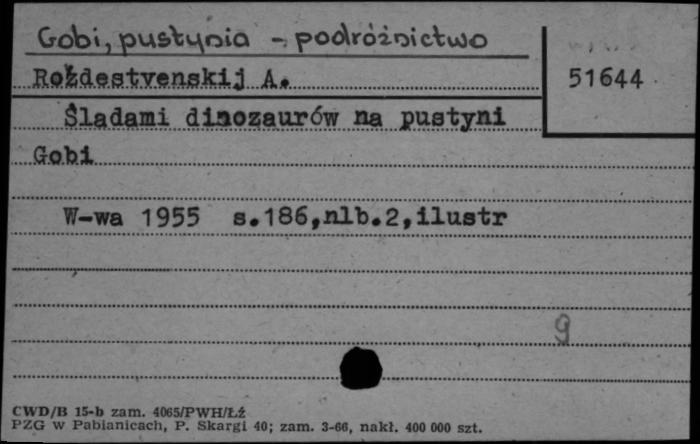 Gobi, pustynia - podróżnictwo
Rożdestvenskij A.
51644
Śladami dinozaurów na pustyni
Gobi
W-wa 1955 s.186,nlb.2,ilustr
g
CWD/B 15-b zam. 4065/PWH/Łź
PZG w Pabianicach, P. Skargi 40; zam. 3-66, nakł. 400 000 szt.